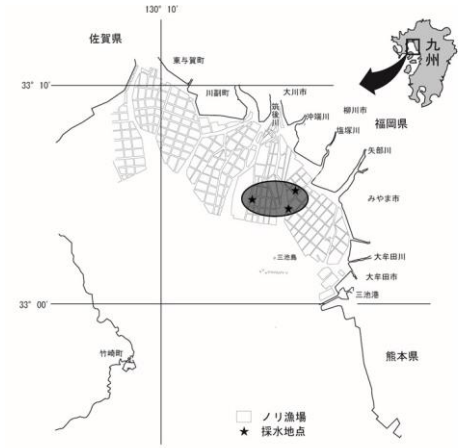 130° 10'
佐賀県
九州
東与賀町
33° 10'
川副町
大川市
筑後川
沖端川
柳川市
塩塚川
福岡県
矢部川
みやま市
三池島
大牟田川
大牟田市
三池港
33° 00'
竹崎町
熊本県
ノリ漁場
採水地点